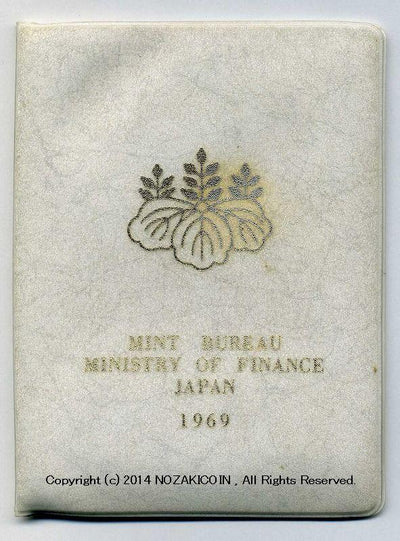 MINT BUREAU
MINISTRY OF FINANCE
JAPAN
1969
Copyright (c) 2014 NOZAKICOIN , All Rights Reserved.